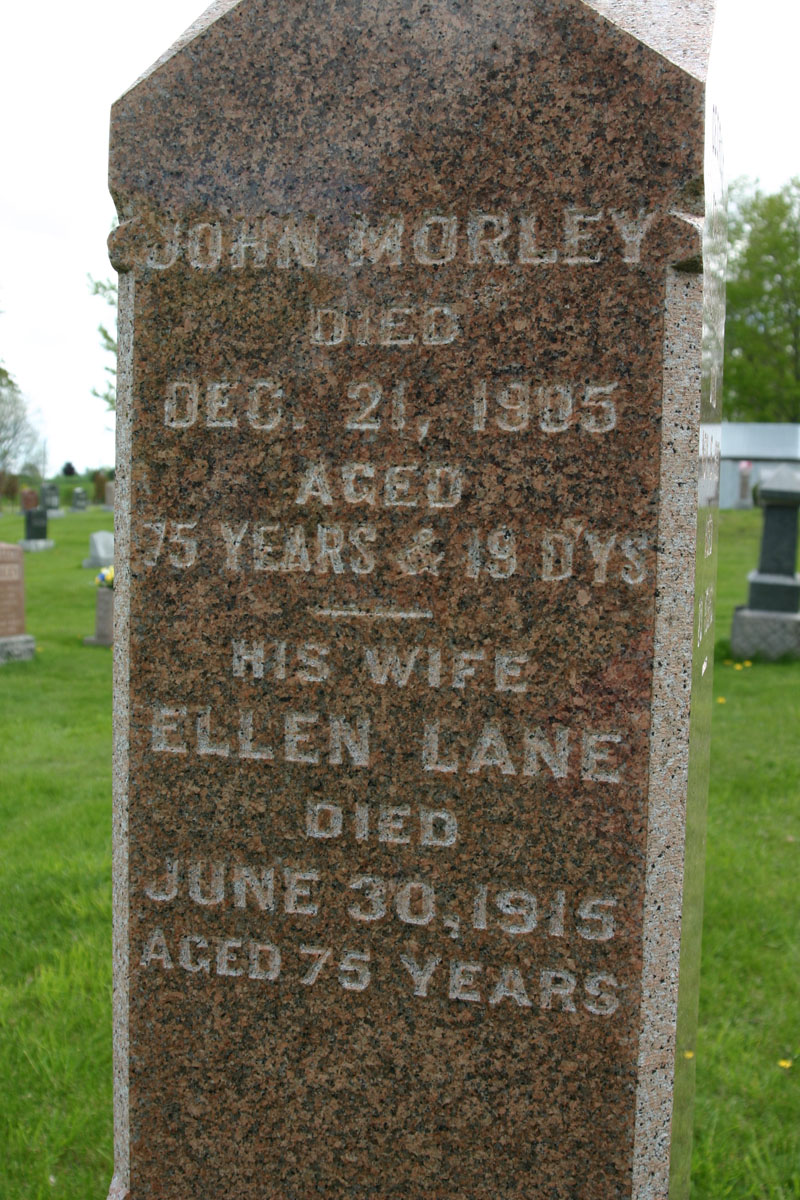 JOHN MORLEY
DIED
DEC. 21, 1905
AGED
75 YEARS & 19 D'YS
HIS WIFE
ELLEN LANE
DIED
JUNE 30, 1915
AGED 75 YEARS